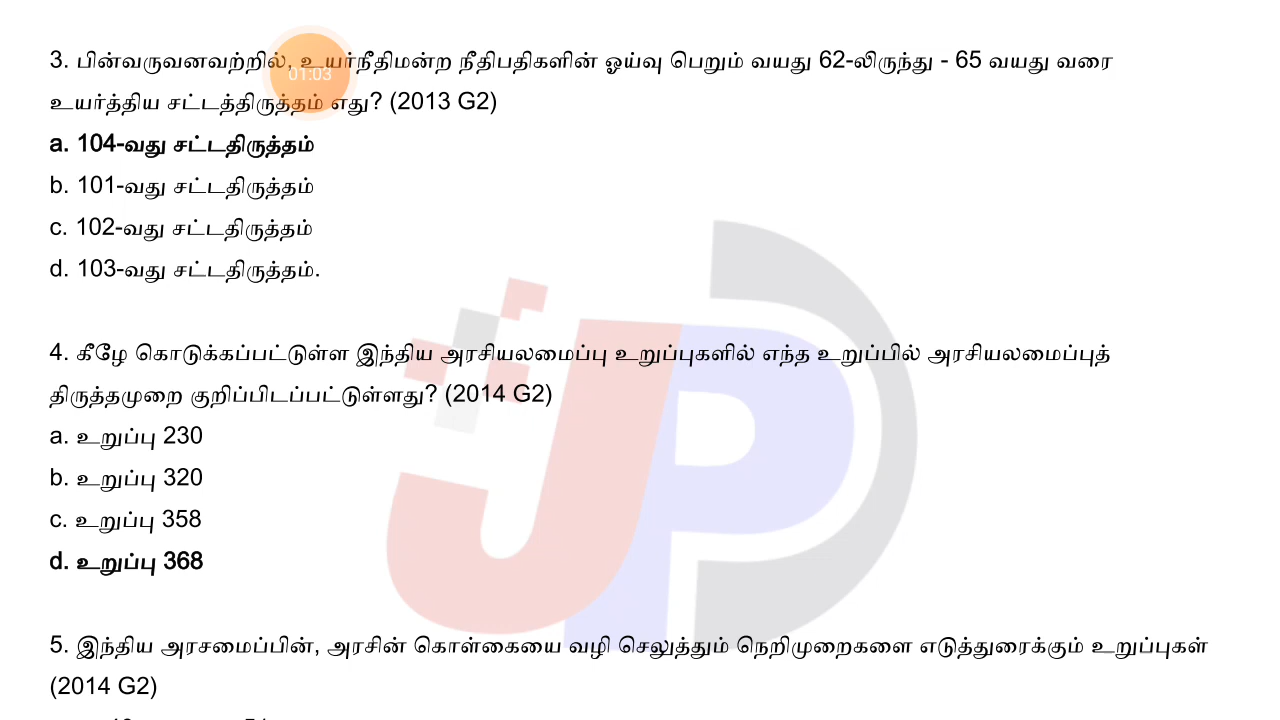 3. பின்வருவனவற்றில், உயர்நீதிமன்ற நீதிபதிகளின் ஓய்வு பெறும் வயது 62-லிருந்து - 65 வயது வரை
01:03
உயர்த்திய சட்டத்திருத்தம் எது? (2013 G2)
a. 104-வது சட்டதிருத்தம்
b. 101-வது சட்டதிருத்தம்
c. 102-வது சட்டதிருத்தம்
d. 103-வது சட்டதிருத்தம்.
4. கீழே கொடுக்கப்பட்டுள்ள இந்திய அரசியலமைப்பு உறுப்புகளில் எந்த உறுப்பில் அரசியலமைப்புத்
திருத்தமுறை குறிப்பிடப்பட்டுள்ளது? (2014 G2)
a. உறுப்பு 230
b. உறுப்பு 320
c. உறுப்பு 358
d. உறுப்பு 368
JP
5. இந்திய அரசமைப்பின், அரசின் கொள்கையை வழி செலுத்தும் நெறிமுறைகளை எடுத்துரைக்கும் உறுப்புகள்
(2014 G2)